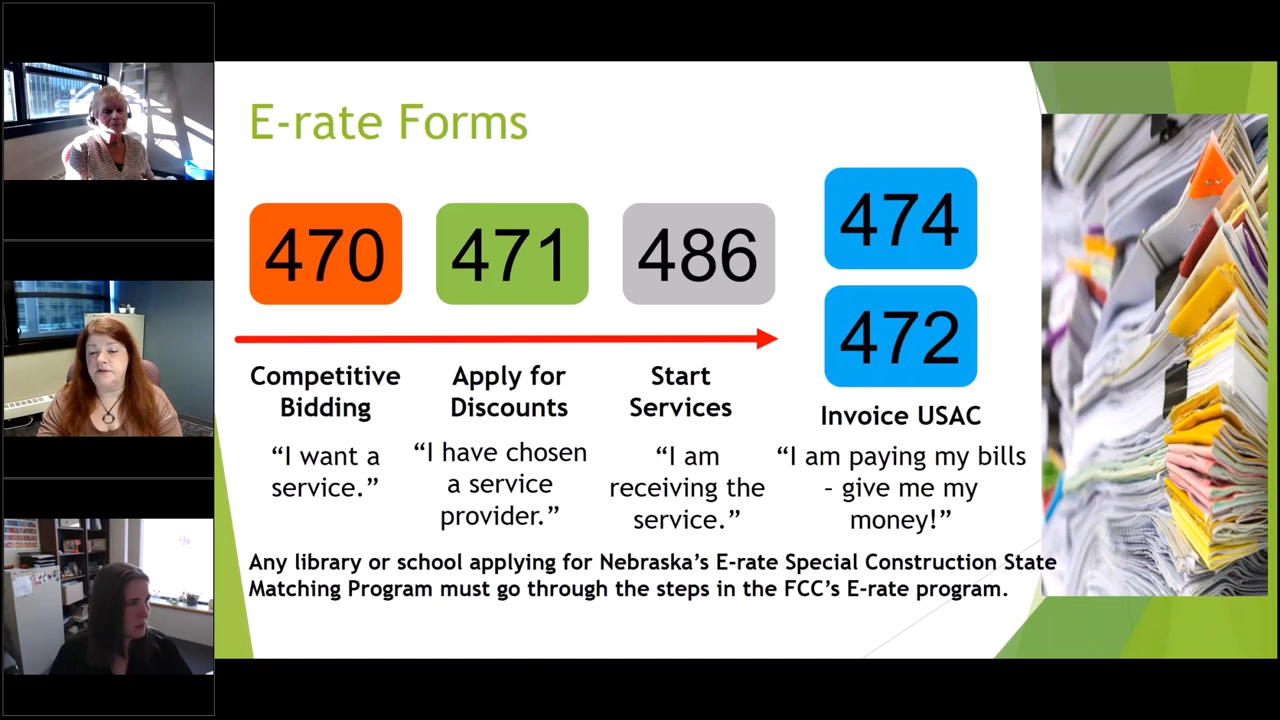 E-rate Forms
470
471
486
474
472
Competitive
Bidding
Apply for
Discounts
Start
Services
Invoice USAC
“I want a
service.”
“I have chosen
a service
provider.”
“I am
receiving the
service.”
“I am paying my bills
– give me my
money!”
Any library or school applying for Nebraska’s E-rate Special Construction State
Matching Program must go through the steps in the FCC’s E-rate program.